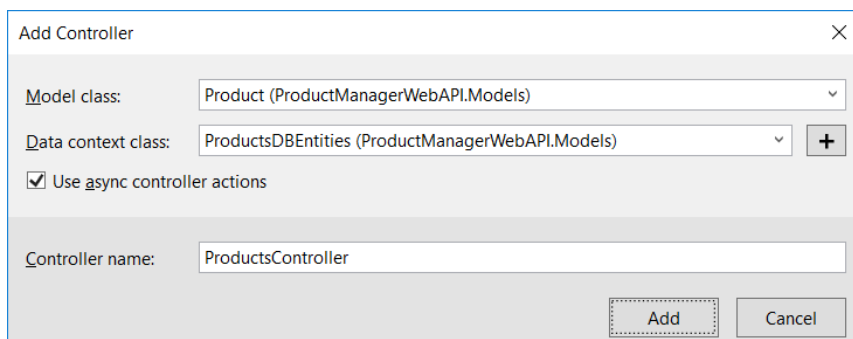 Add Controller
Model class: Product (ProductManagerWebAPI.Models)
Data context class: ProductsDBEntities (ProductManagerWebAPI.Models) +
Use async controller actions
Controller name: ProductsController
Add Cancel